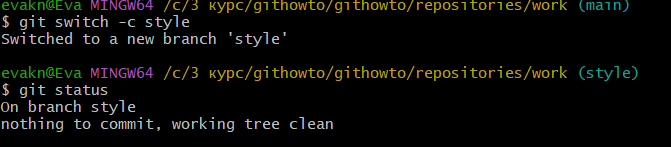 evakn@Eva MINGW64 /c/3 курс/githowto/githowto/repositories/work (main)
$ git switch -c style
Switched to a new branch 'style'
evakn@Eva MINGW64 /c/3 курс/githowto/githowto/repositories/work (style)
$ git status
On branch style
nothing to commit, working tree clean